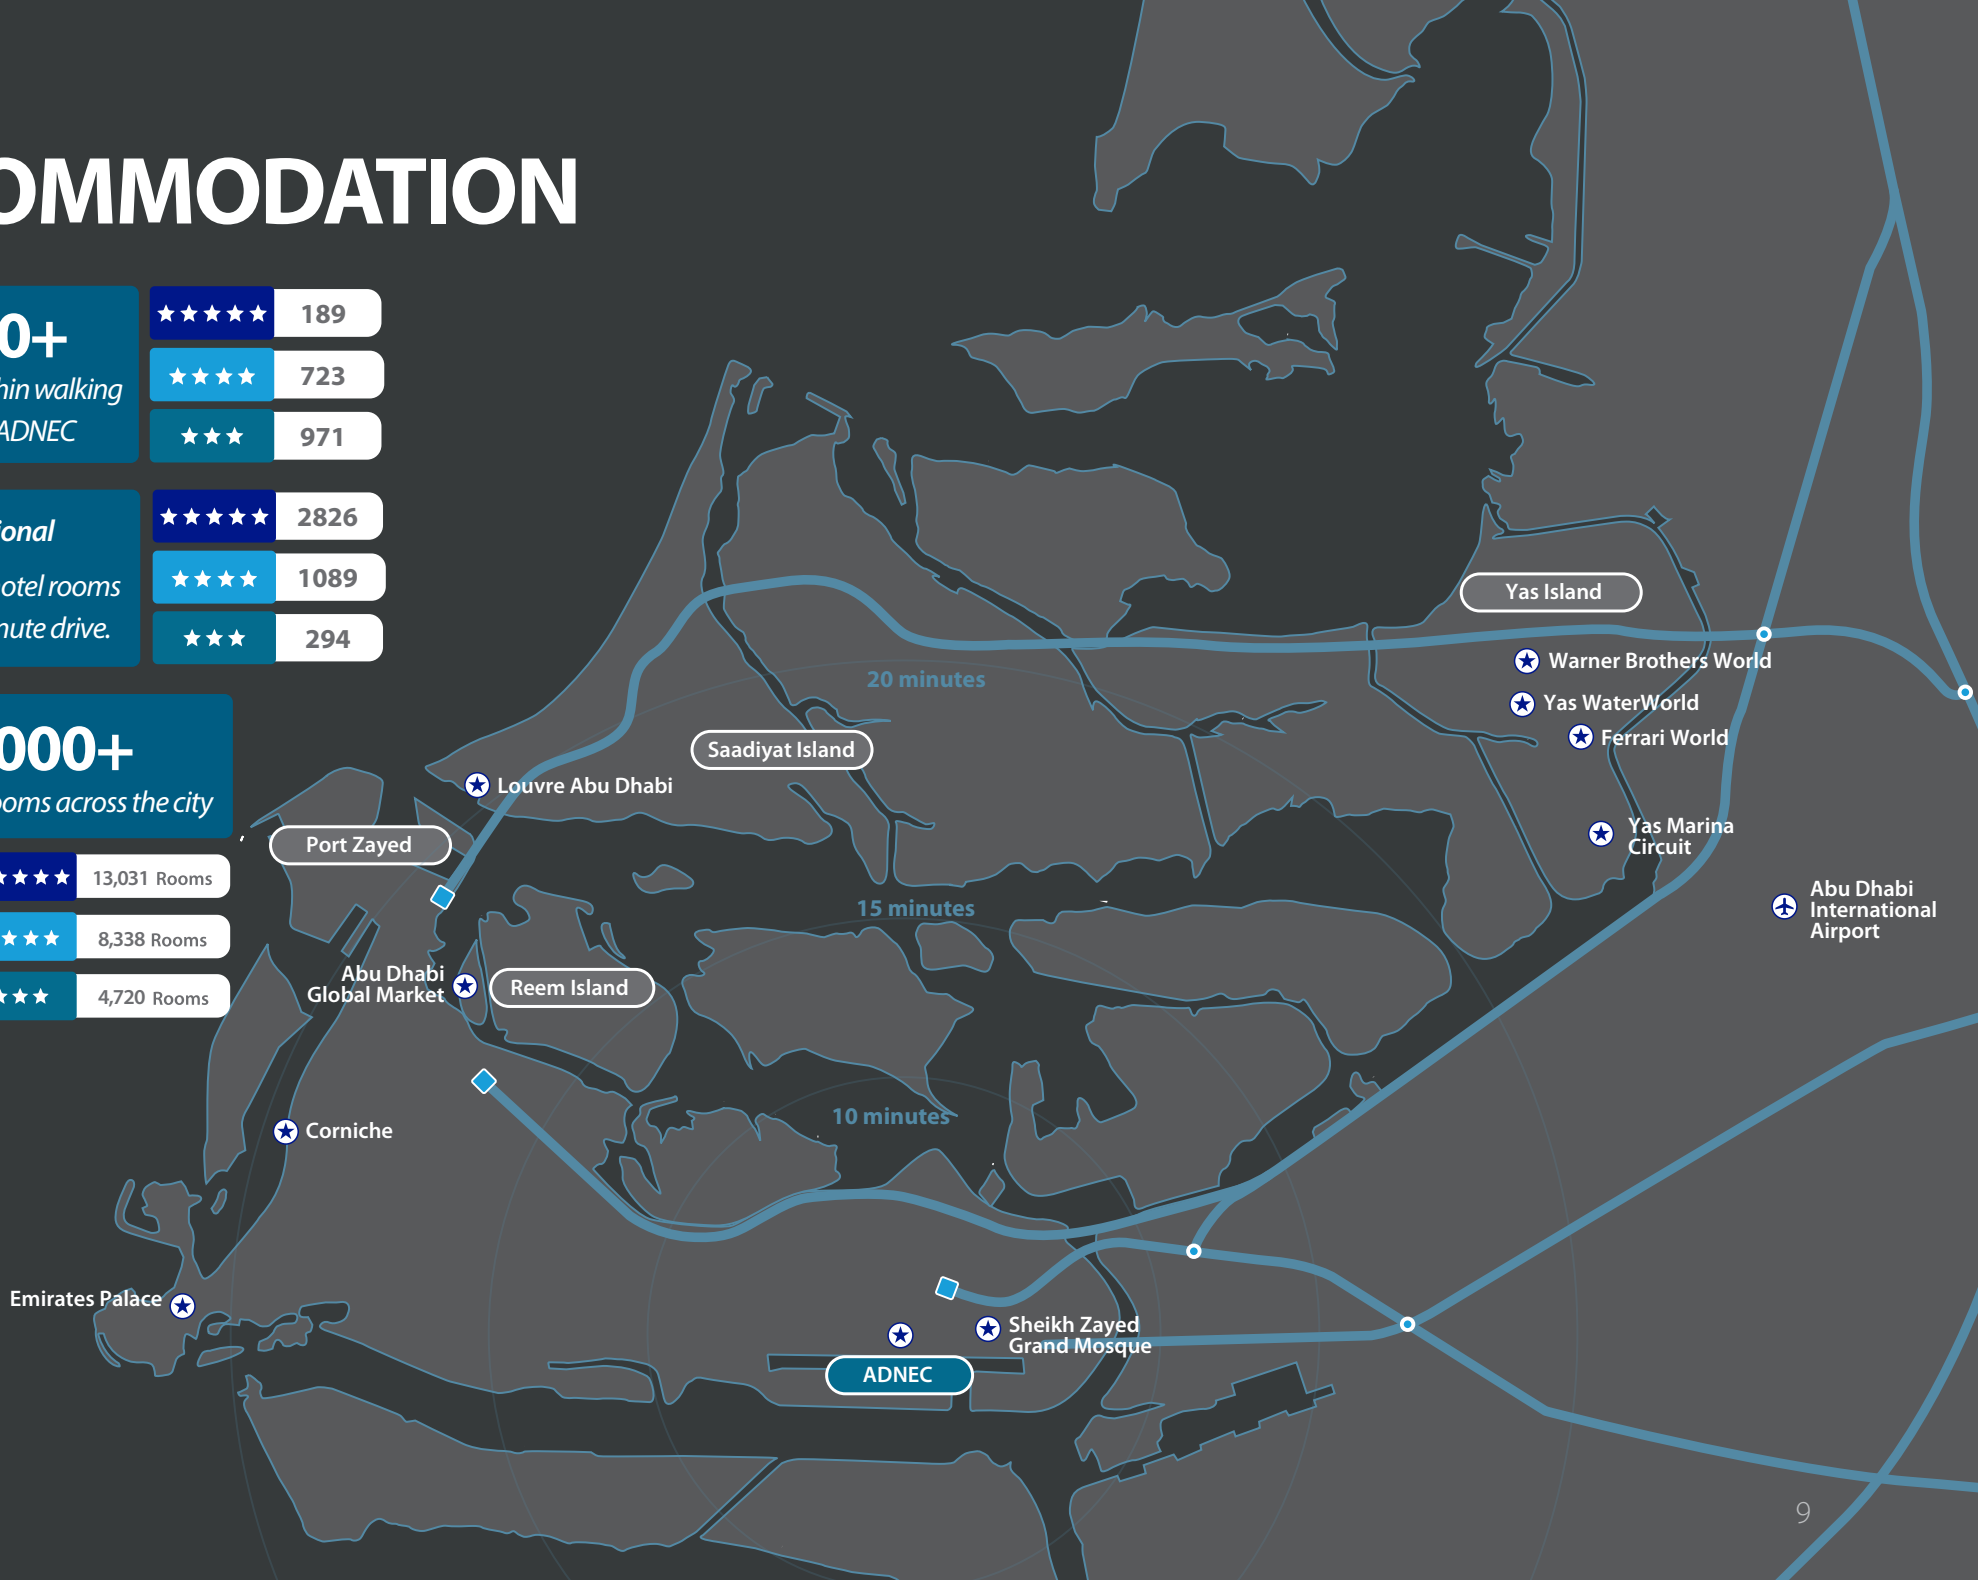 OMMODATION
0+
hin walking
ADNEC
189
723
971
ional
otel rooms
nute drive.
2826
1089
294
000+
ooms across the city
13,031 Rooms
8,338 Rooms
4,720 Rooms
Yas Island
Warner Brothers World
Yas WaterWorld
Ferrari World
Yas Marina
Circuit
Abu Dhabi
International
Airport
20 minutes
Saadiyat Island
Louvre Abu Dhabi
Port Zayed
15 minutes
Abu Dhabi
Global Market
Reem Island
10 minutes
Corniche
Emirates Palace
Sheikh Zayed
Grand Mosque
ADNEC
9